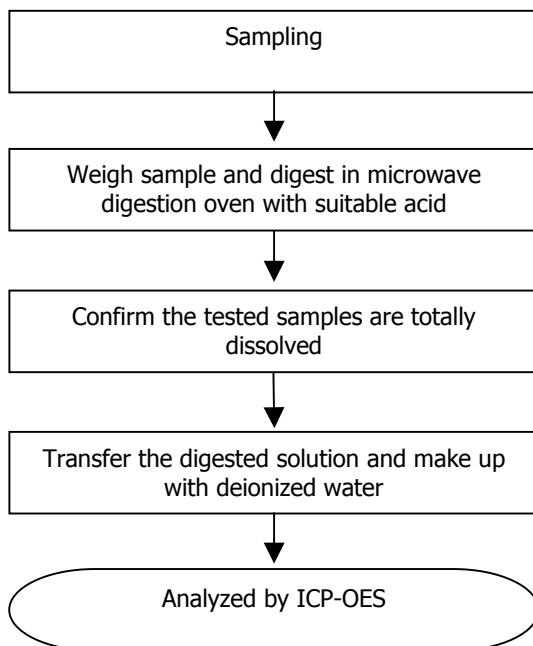 Sampling
Weigh sample and digest in microwave
digestion oven with suitable acid
Confirm the tested samples are totally
dissolved
Transfer the digested solution and make up
with deionized water
Analyzed by ICP-OES